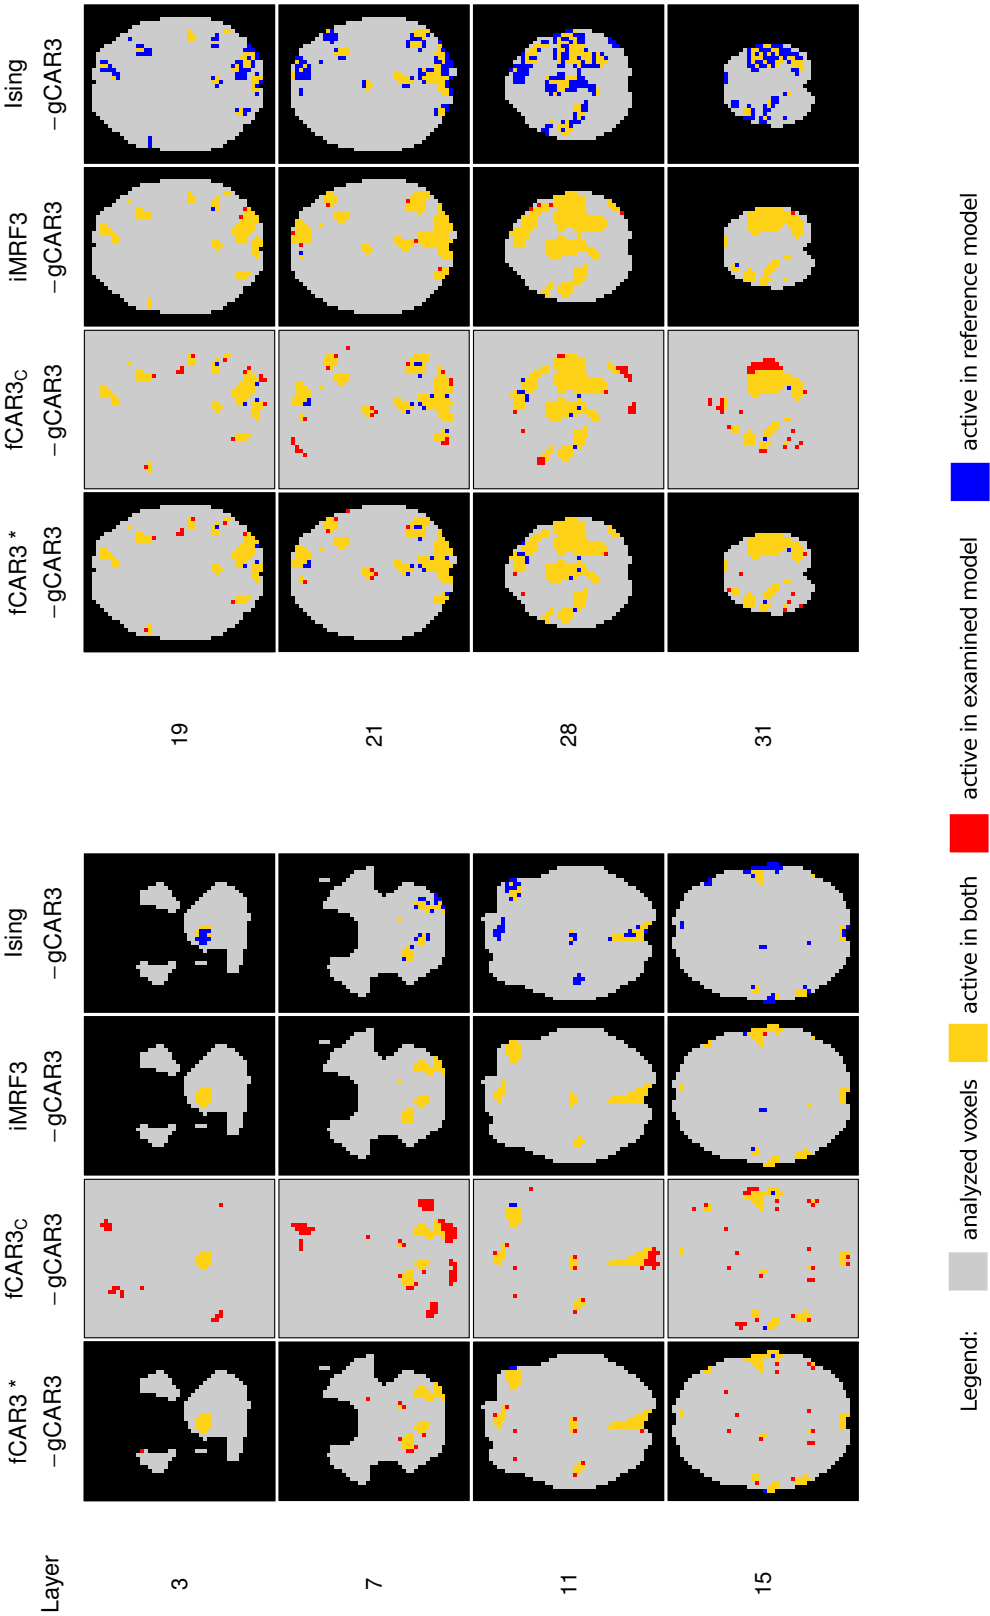 Layer
fCAR3 *
−gCAR3
fCAR3C
−gCAR3
iMRF3
−gCAR3
Ising
−gCAR3
fCAR3 *
−gCAR3
fCAR3C
−gCAR3
iMRF3
−gCAR3
Ising
−gCAR3
3
19
7
21
11
28
15
31
Legend:
analyzed voxels
active in both
active in examined model
active in reference model